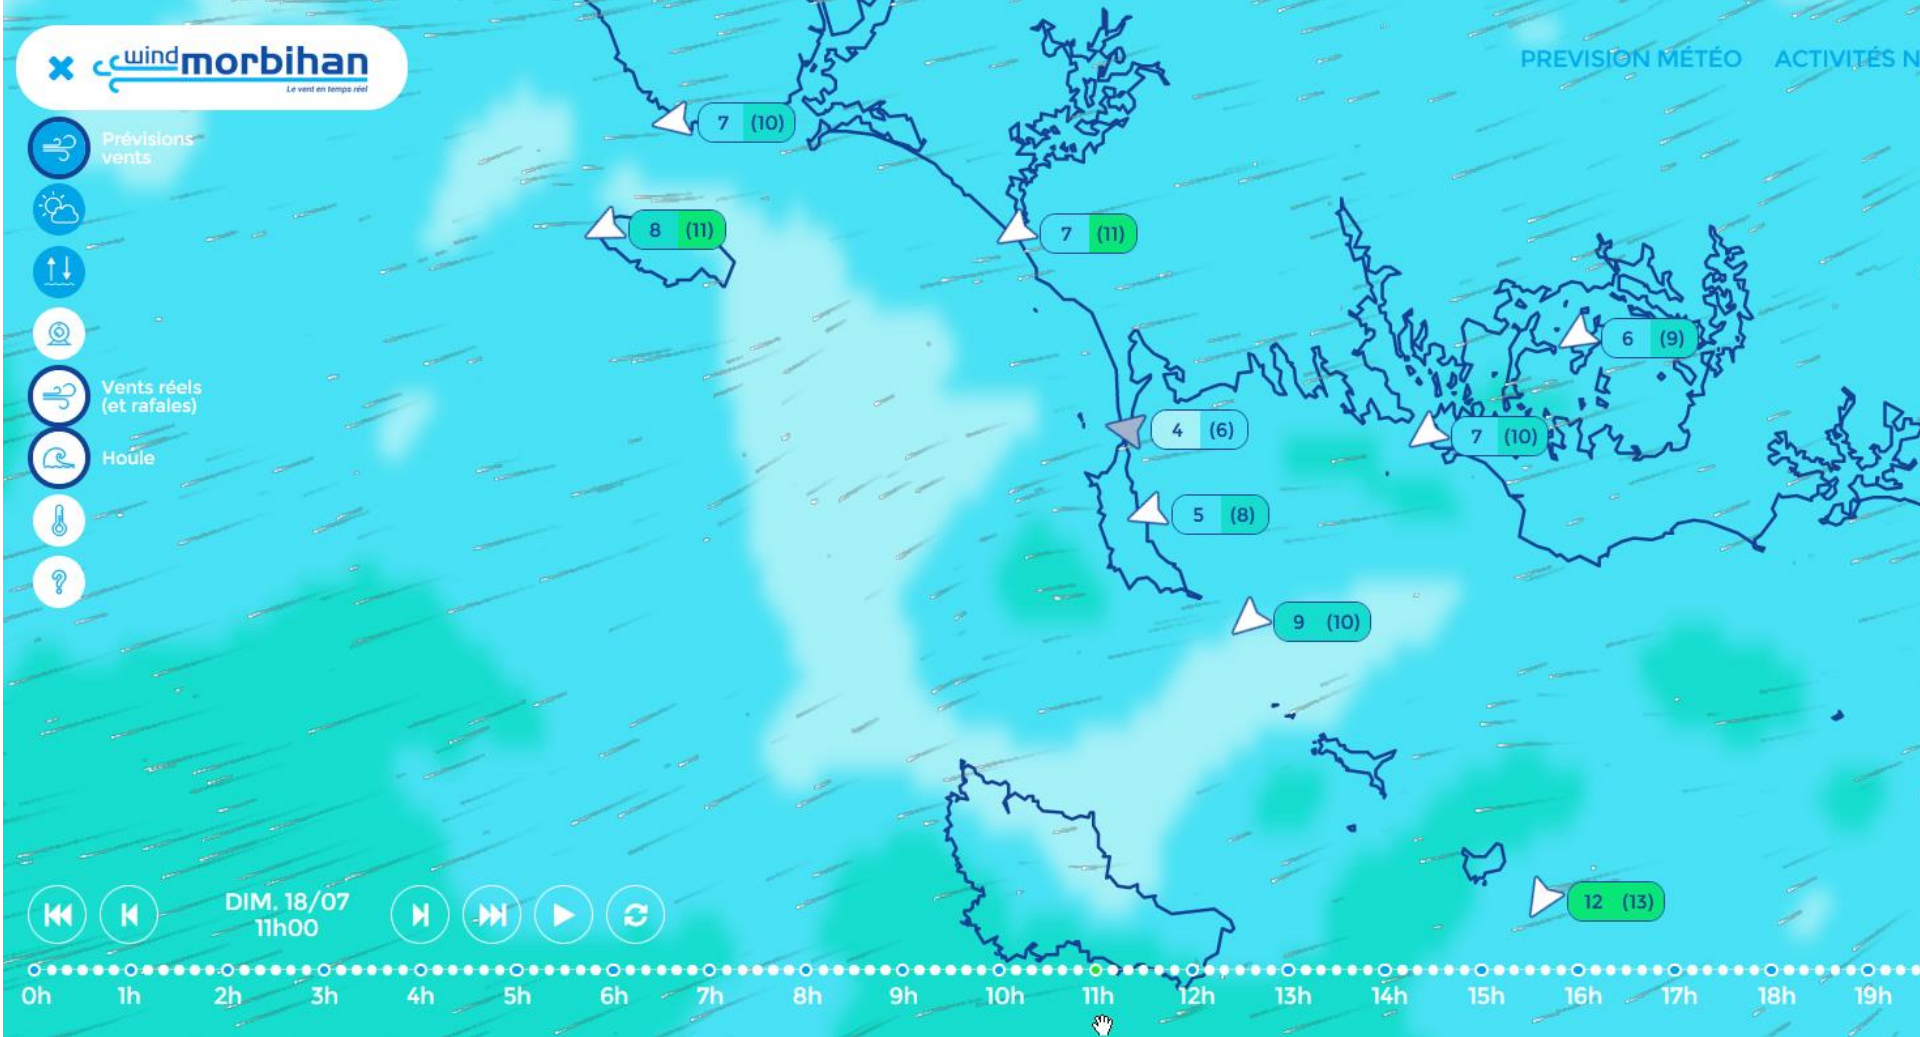 windmorbihan
Le vent en temps réel
PREVISION MÉTÉO ACTIVITÉS N
Prévisions
vents
7 (10)
8 (11)
7 (11)
6 (9)
Vents réels
(et rafales)
4 (6)
7 (10)
Houle
5 (8)
?
9 (10)
12 (13)
DIM. 18/07
11h00
0h 1h 2h 3h 4h 5h 6h 7h 8h 9h 10h 11h 12h 13h 14h 15h 16h 17h 18h 19h